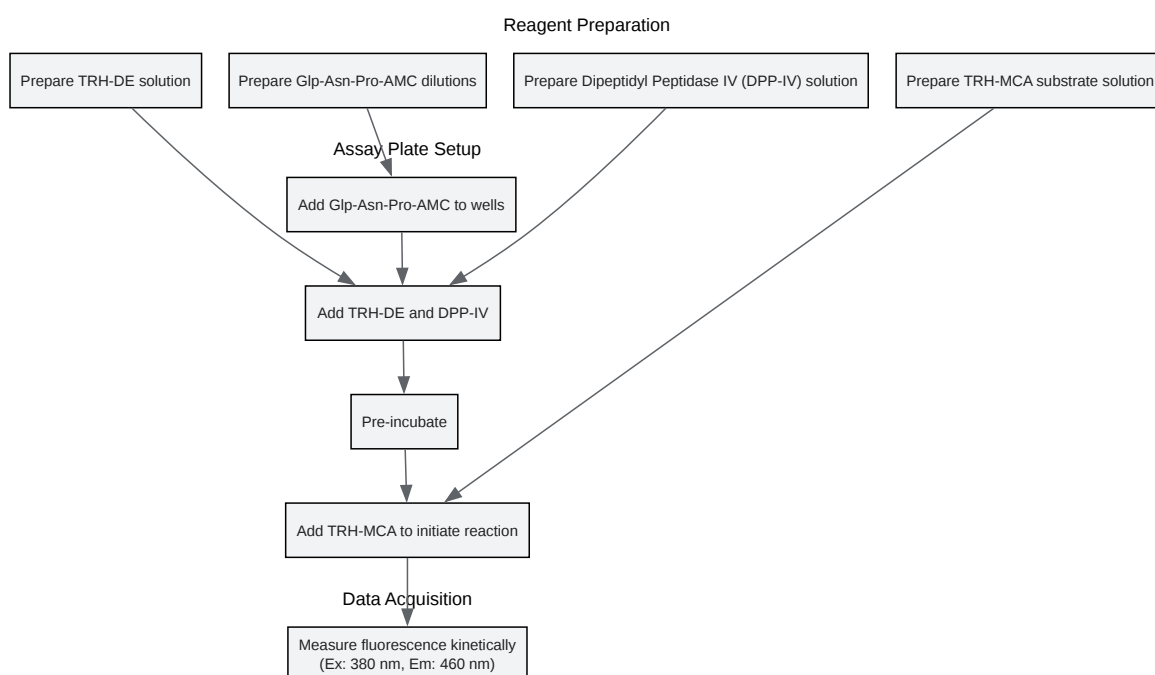 Reagent Preparation
Prepare TRH-DE solution
Prepare Glp-Asn-Pro-AMC dilutions
Prepare Dipeptidyl Peptidase IV (DPP-IV) solution
Prepare TRH-MCA substrate solution
Assay Plate Setup
Add Glp-Asn-Pro-AMC to wells
Add TRH-DE and DPP-IV
Pre-incubate
Add TRH-MCA to initiate reaction
Data Acquisition
Measure fluorescence kinetically
(Ex: 380 nm, Em: 460 nm)